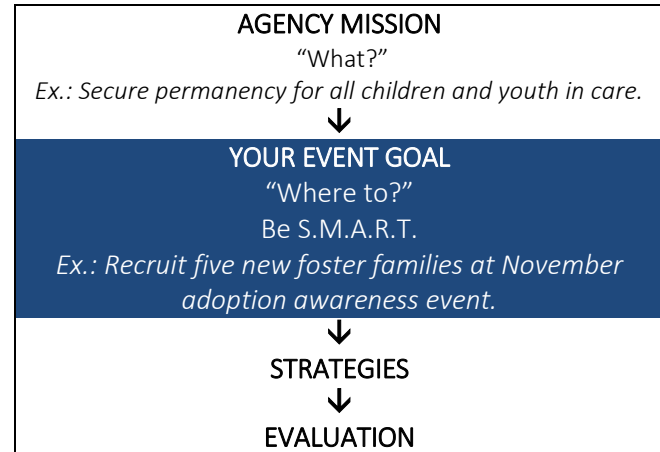 AGENCY MISSION
“What?”
Ex.: Secure permanency for all children and youth in care.
↓
YOUR EVENT GOAL
“Where to?”
Be S.M.A.R.T.
Ex.: Recruit five new foster families at November
adoption awareness event.
↓
STRATEGIES
↓
EVALUATION